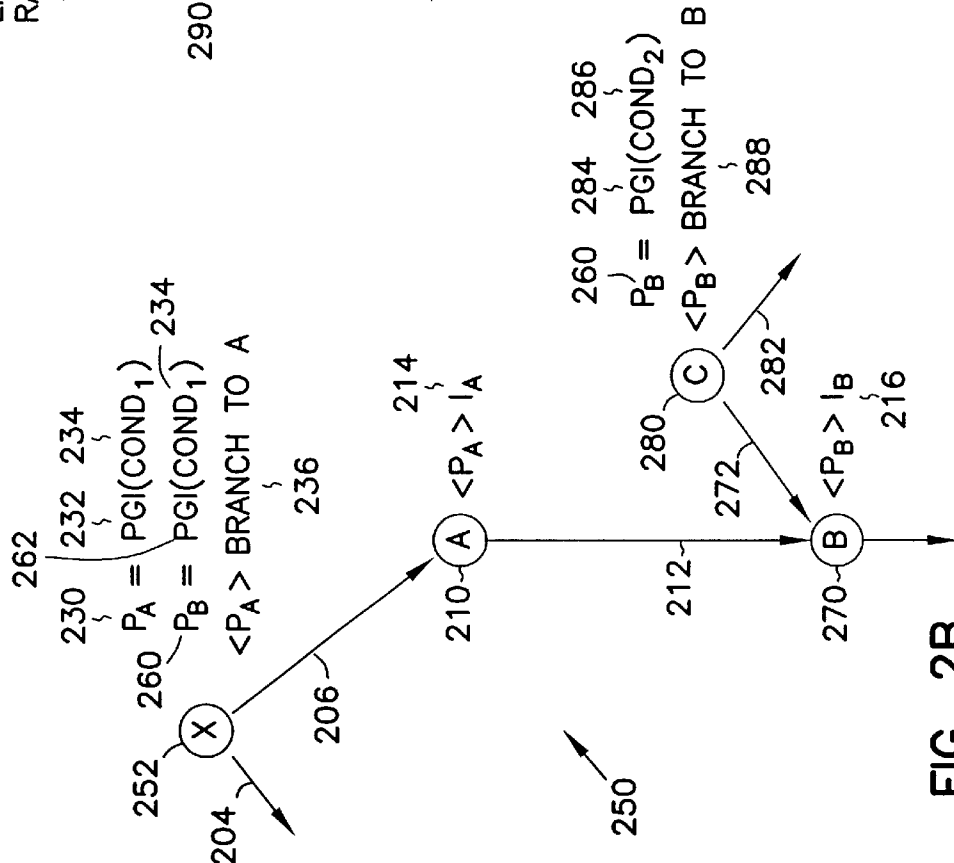 290
262
230 232 234
P_A = PGI(COND_1)
260 P_B = PGI(COND_1) 234
<P_A> BRANCH TO A
236
252 X
204
206
214
A <P_A> I_A
210
212
260 284 286
P_B = PGI(COND_2)
<P_B> BRANCH TO B
288
280 C
282
272
<P_B> I_B
B 216
270
250
FIG. 2B